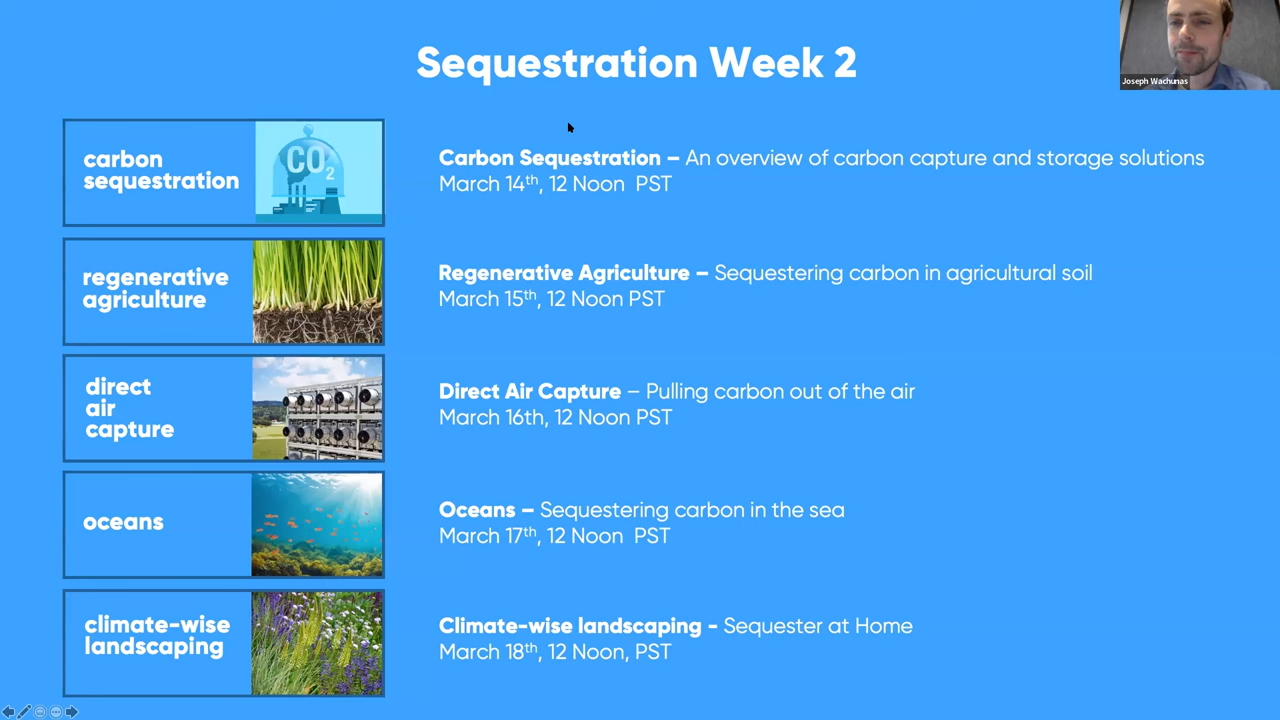 Sequestration Week 2
Joseph Wachunas
carbon
sequestration
CO2
Carbon Sequestration – An overview of carbon capture and storage solutions
March 14th, 12 Noon PST
regenerative
agriculture
Regenerative Agriculture – Sequestering carbon in agricultural soil
March 15th, 12 Noon PST
direct
air
capture
Direct Air Capture – Pulling carbon out of the air
March 16th, 12 Noon PST
oceans
Oceans – Sequestering carbon in the sea
March 17th, 12 Noon PST
climate-wise
landscaping
Climate-wise landscaping - Sequester at Home
March 18th, 12 Noon, PST